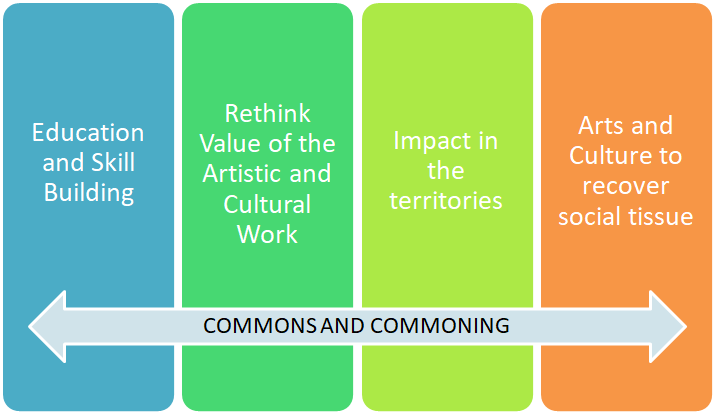 Education
and Skill
Building
Rethink
Value of the
Artistic and
Cultural
Work
Impact in
the
territories
Arts and
Culture to
recover
social tissue
COMMONS AND COMMONING